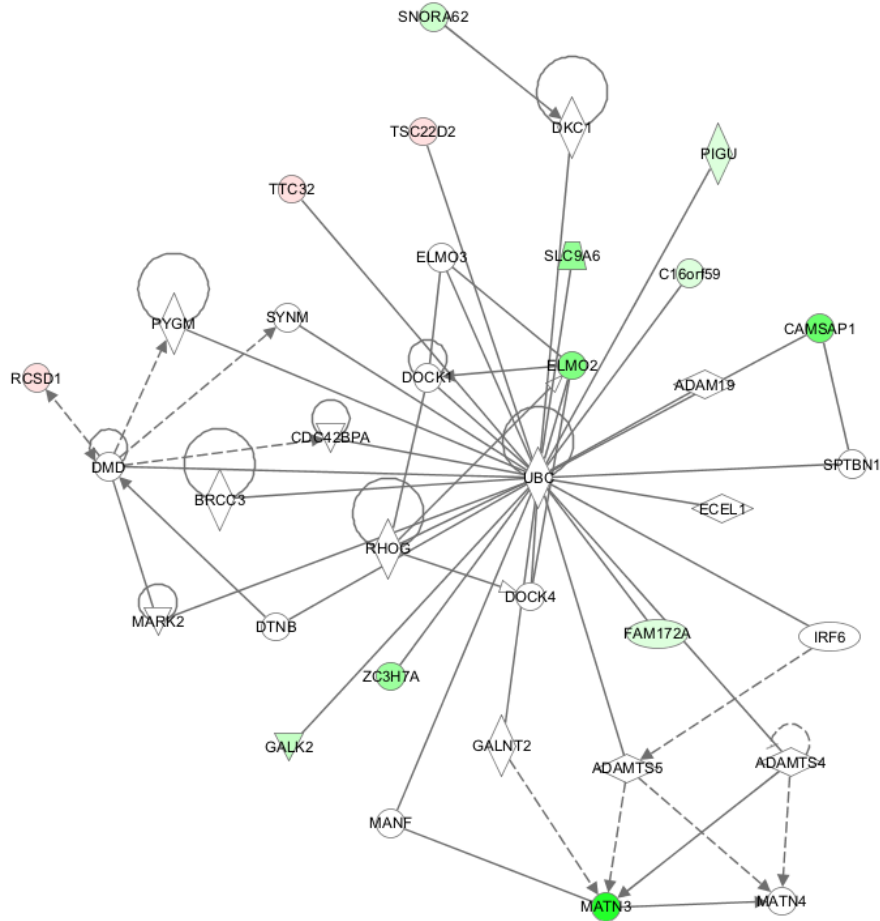 SNORA62
DKC1
TSC22D2
PIGU
TTC32
ELMO3
SLC9A6
C16orf59
SYNM
PYGM
CAMSAP1
ELMO2
RCSD1
DOCK1
ADAM19
CDC42BPA
DMD
SPTBN1
UBC
BRCC3
ECEL1
RHOG
DOCK4
MARK2
DTNB
FAM172A
IRF6
ZC3H7A
GALK2
GALNT2
ADAMTS5
ADAMTS4
MANF
MATN3
MATN4